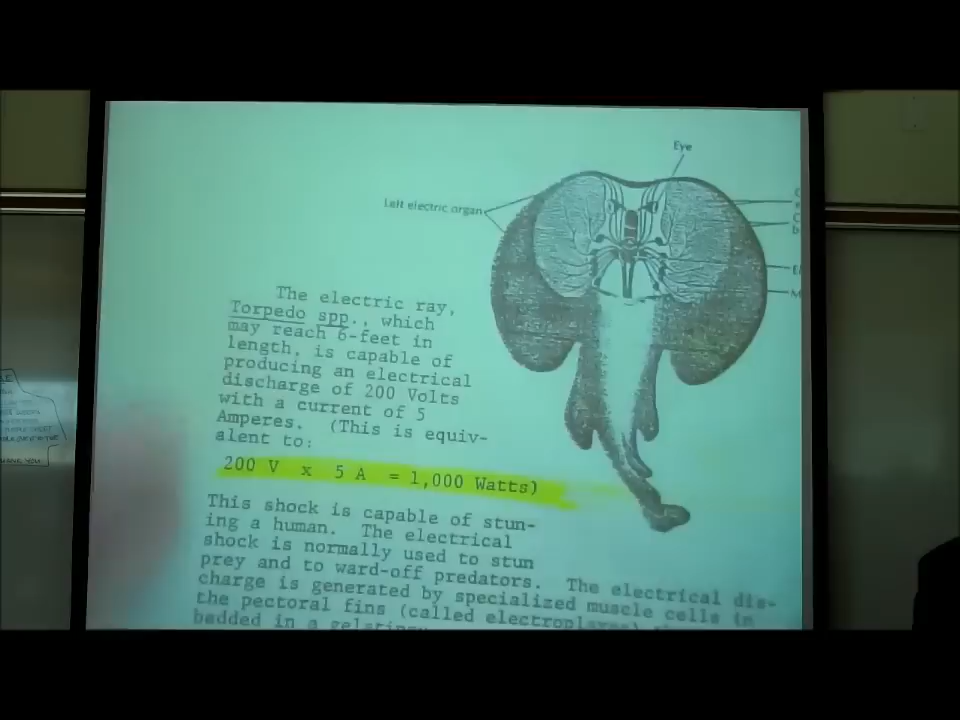 Eye
Left electric organ
The electric ray,
Torpedo spp., which
may reach 6-feet in
length, is capable of
producing an electrical
discharge of 200 Volts
with a current of 5
Amperes. (This is equiv-
alent to:
200 V x 5 A = 1,000 Watts)
This shock is capable of stun-
ing a human. The electrical
shock is normally used to stun
prey and to ward-off predators. The electrical dis-
charge is generated by specialized muscle cells in
the pectoral fins (called electroplaxes)
bedded in a